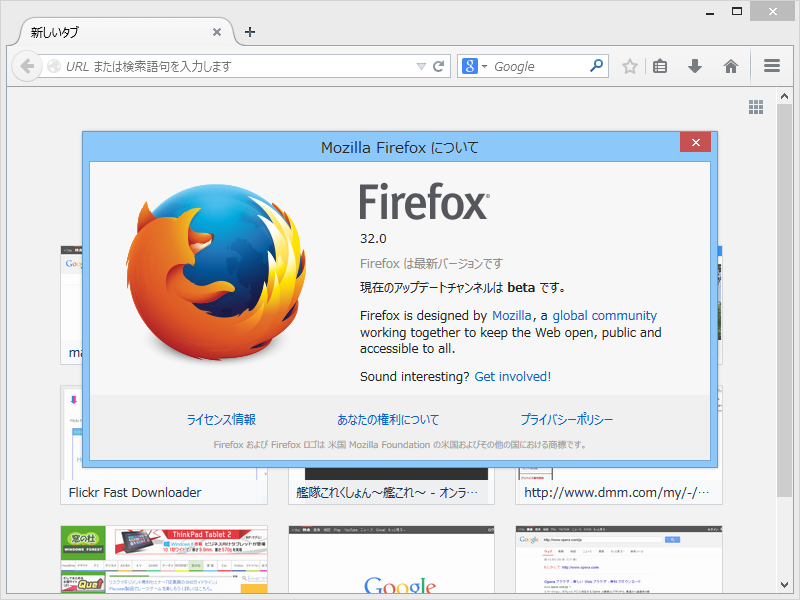 新しいタブ
URL または検索語句を入力します
Google
Mozilla Firefox について
Firefox
32.0
Firefox は最新バージョンです
現在のアップデートチャンネルは beta です。
Firefox is designed by Mozilla, a global community
working together to keep the Web open, public and
accessible to all.
Sound interesting? Get involved!
ライセンス情報
あなたの権利について
プライバシーポリシー
Firefox および Firefox ロゴは 米国 Mozilla Foundation の米国およびその他の国における商標です。
Flickr Fast Downloader
艦隊これくしょん～艦これ～ - オンラ…
http://www.dmm.com/my/-/…
窓の杜
WINDOWS FOREST
ThinkPad Tablet 2
Google
Google